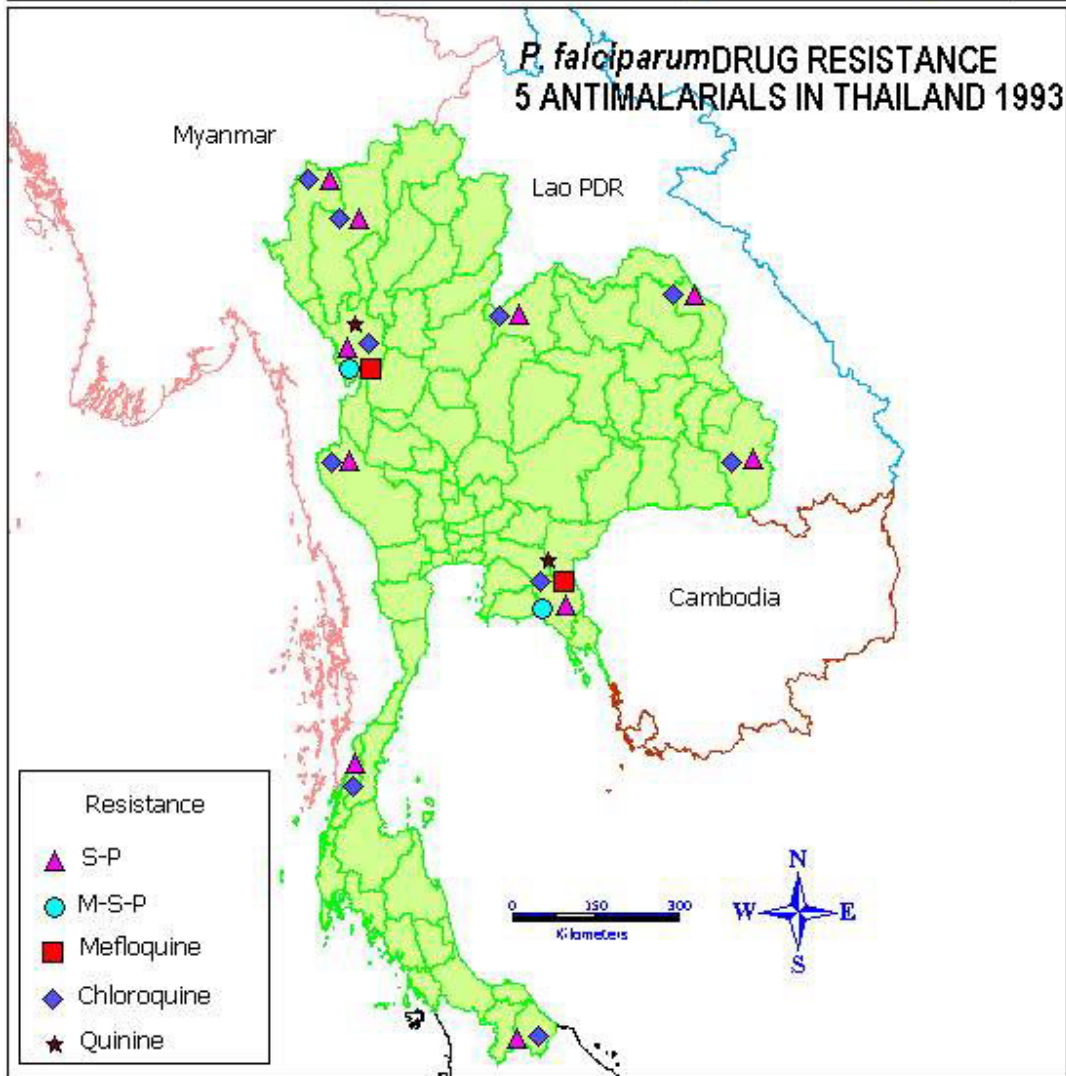 P. falciparum DRUG RESISTANCE
5 ANTIMALARIALS IN THAILAND 1993
Myanmar
Lao PDR
Cambodia
Resistance
S-P
M-S-P
Mefloquine
Chloroquine
Quinine
0 150 300
Kilometers
N
W E
S